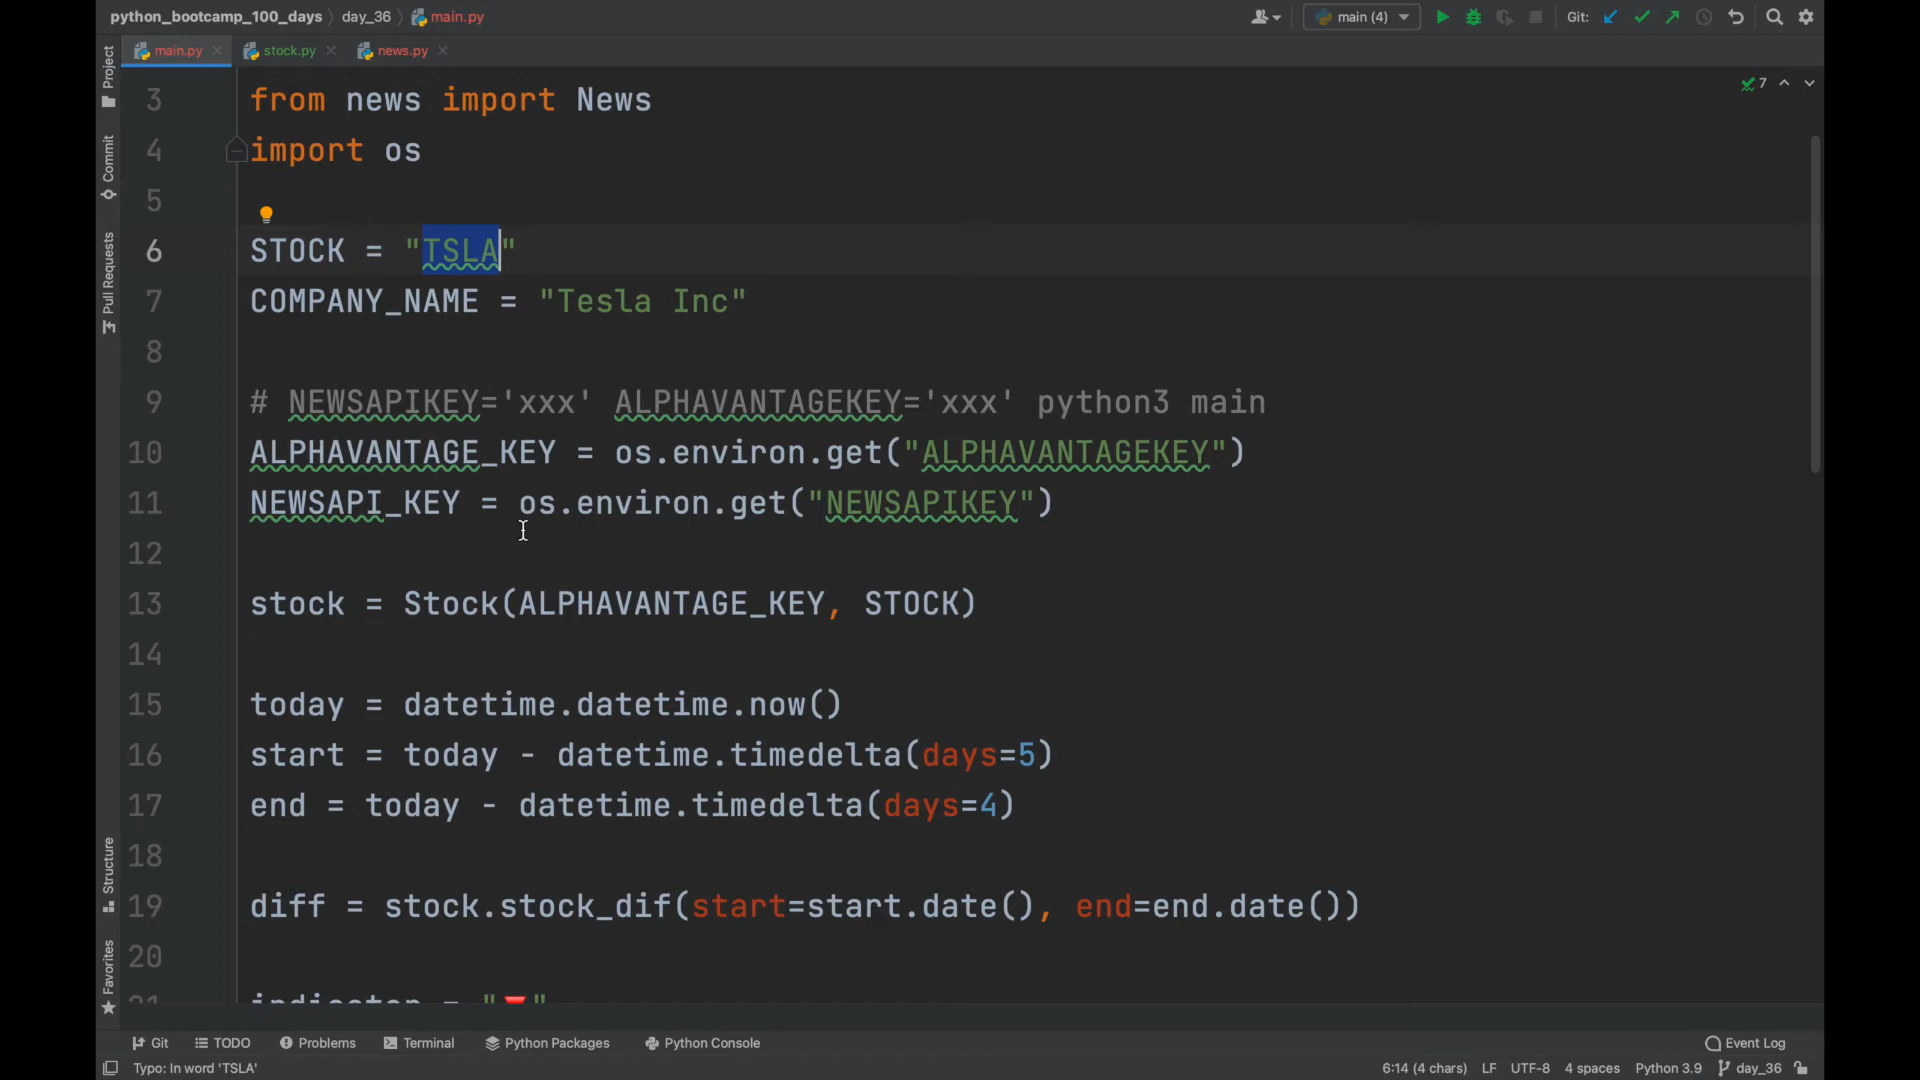 python_bootcamp_100_days day_36 main.py
main (4) Git:
main.py stock.py news.py
Project
Commit
Pull Requests
Structure
Favorites
7
3 from news import News
4 import os
5
6 STOCK = "TSLA"
7 COMPANY_NAME = "Tesla Inc"
8
9 # NEWSAPIKEY='xxx' ALPHAVANTAGEKEY='xxx' python3 main
10 ALPHAVANTAGE_KEY = os.environ.get("ALPHAVANTAGEKEY")
11 NEWSAPI_KEY = os.environ.get("NEWSAPIKEY")
12
13 stock = Stock(ALPHAVANTAGE_KEY, STOCK)
14
15 today = datetime.datetime.now()
16 start = today - datetime.timedelta(days=5)
17 end = today - datetime.timedelta(days=4)
18
19 diff = stock.stock_dif(start=start.date(), end=end.date())
20
21 indicator = "🔻"
Git TODO Problems Terminal Python Packages Python Console Event Log
Typo: In word 'TSLA' 6:14 (4 chars) LF UTF-8 4 spaces Python 3.9 day_36